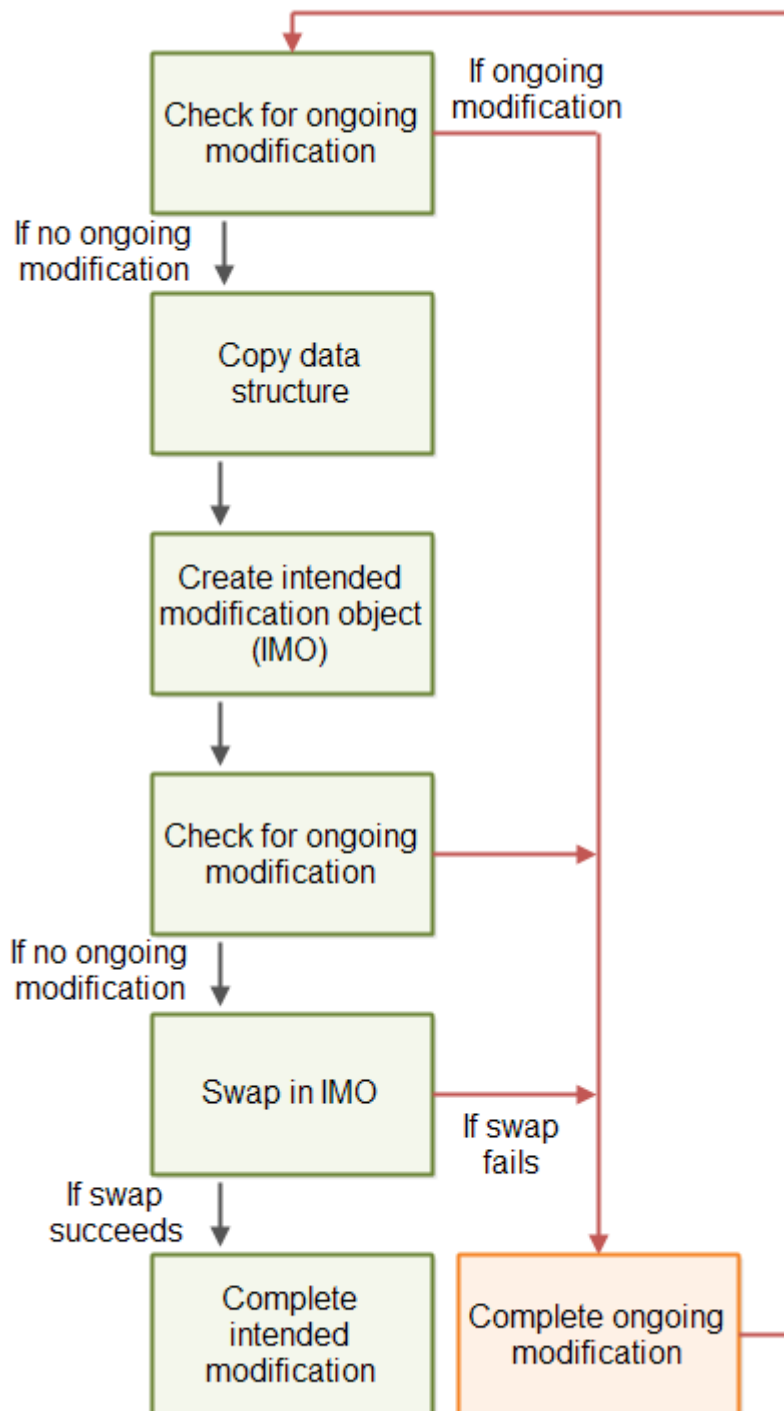 Check for ongoing
modification
If ongoing
modification
If no ongoing
modification
Copy data
structure
Create intended
modification object
(IMO)
Check for ongoing
modification
If no ongoing
modification
Swap in IMO
If swap
fails
If swap
succeeds
Complete
intended
modification
Complete ongoing
modification